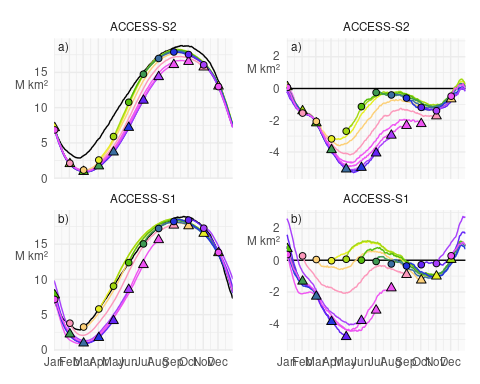 ACCESS-S2
a)
M km²
15
10
5
0
ACCESS-S2
a)
M km²
2
0
-2
-4
ACCESS-S1
b)
M km²
15
10
5
0
JanFebMarAprMayJunJulAugSepOctNovDec
ACCESS-S1
b)
M km²
2
0
-2
-4
JanFebMarAprMayJunJulAugSepOctNovDec